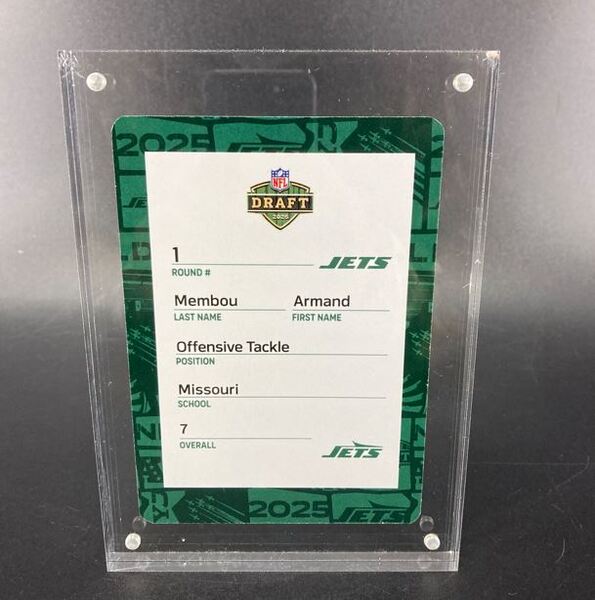 2025
NFL
DRAFT
2025
1
JETS
ROUND #
Membou Armand
LAST NAME FIRST NAME
Offensive Tackle
POSITION
Missouri
SCHOOL
7
OVERALL
JETS
2025 JETS